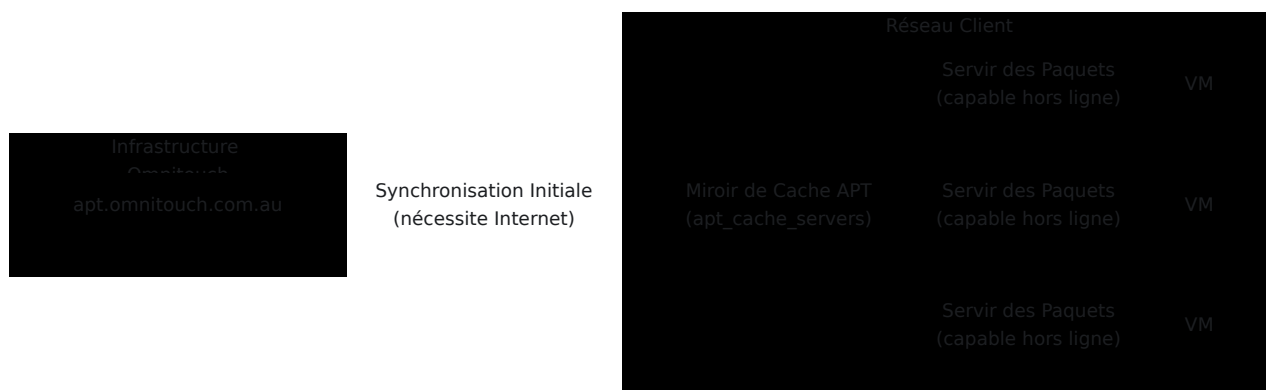 Réseau Client
Servir des Paquets
(capable hors ligne)
VM
Infrastructure
Omnitouch
apt.omnitouch.com.au
Synchronisation Initiale
(nécessite Internet)
Miroir de Cache APT
(apt_cache_servers)
Servir des Paquets
(capable hors ligne)
VM
Servir des Paquets
(capable hors ligne)
VM